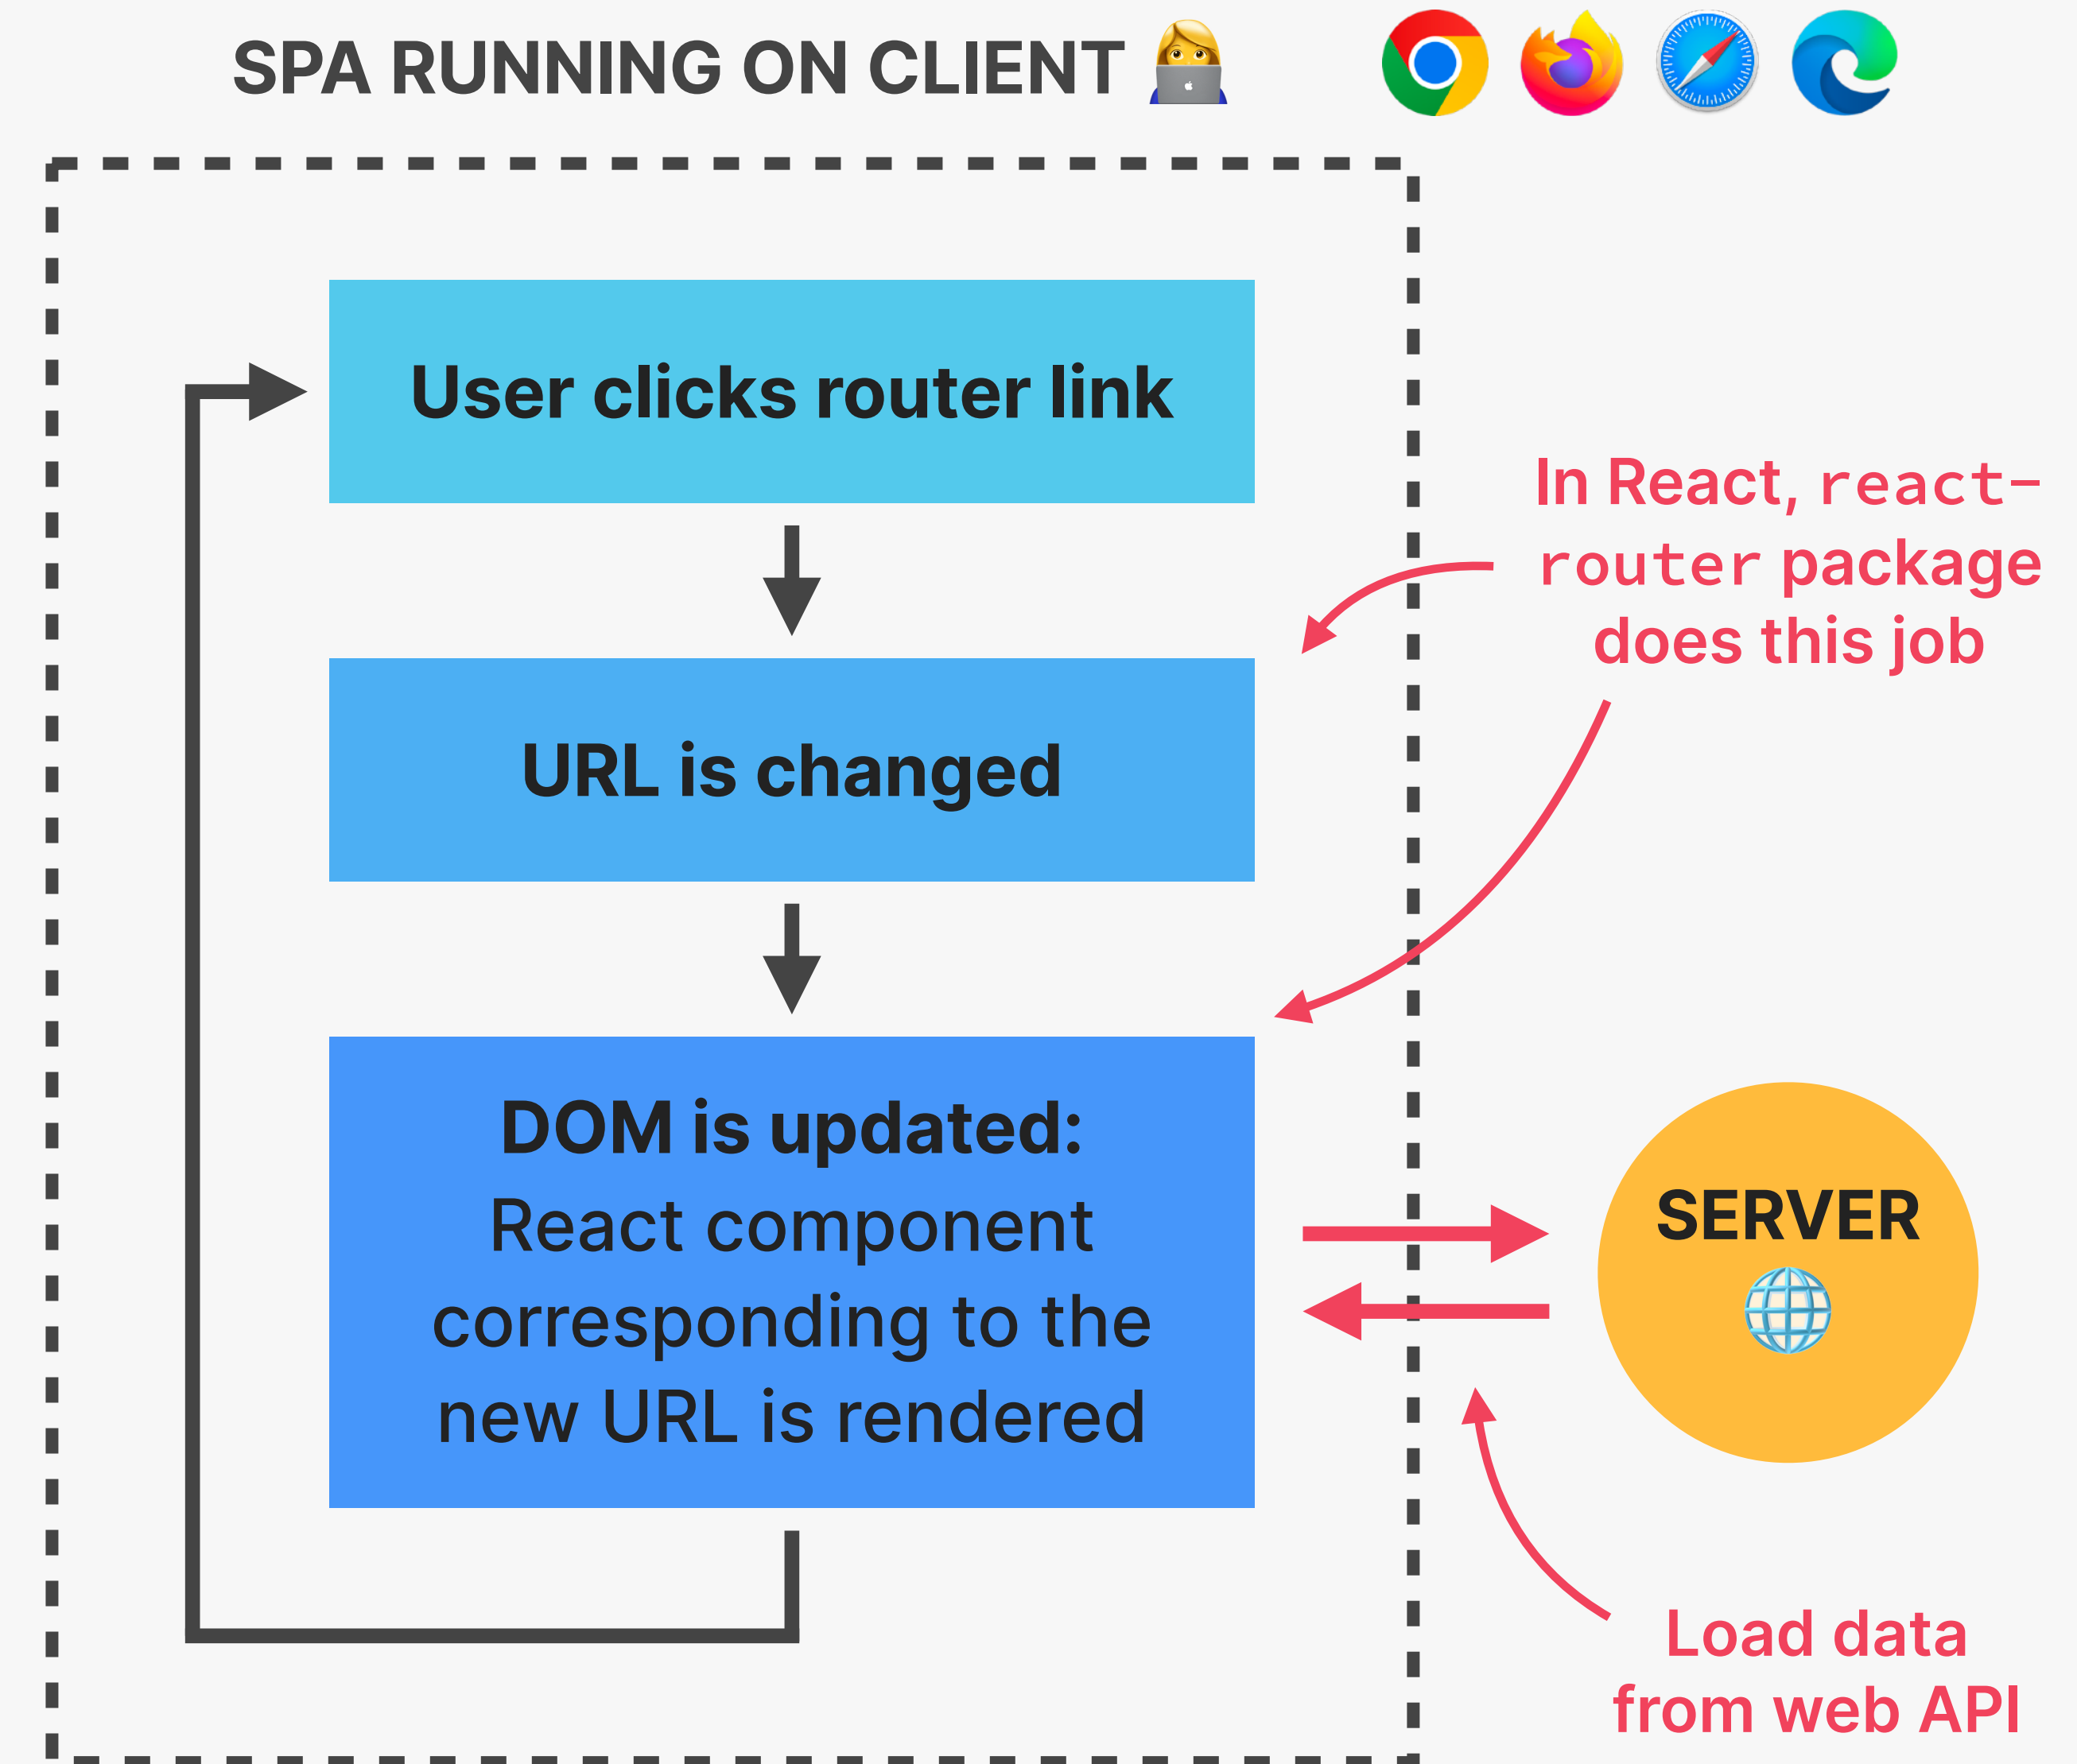 SPA RUNNING ON CLIENT
User clicks router link
In React, react-
router package
does this job
URL is changed
DOM is updated:
React component
corresponding to the
new URL is rendered
SERVER
Load data
from web API